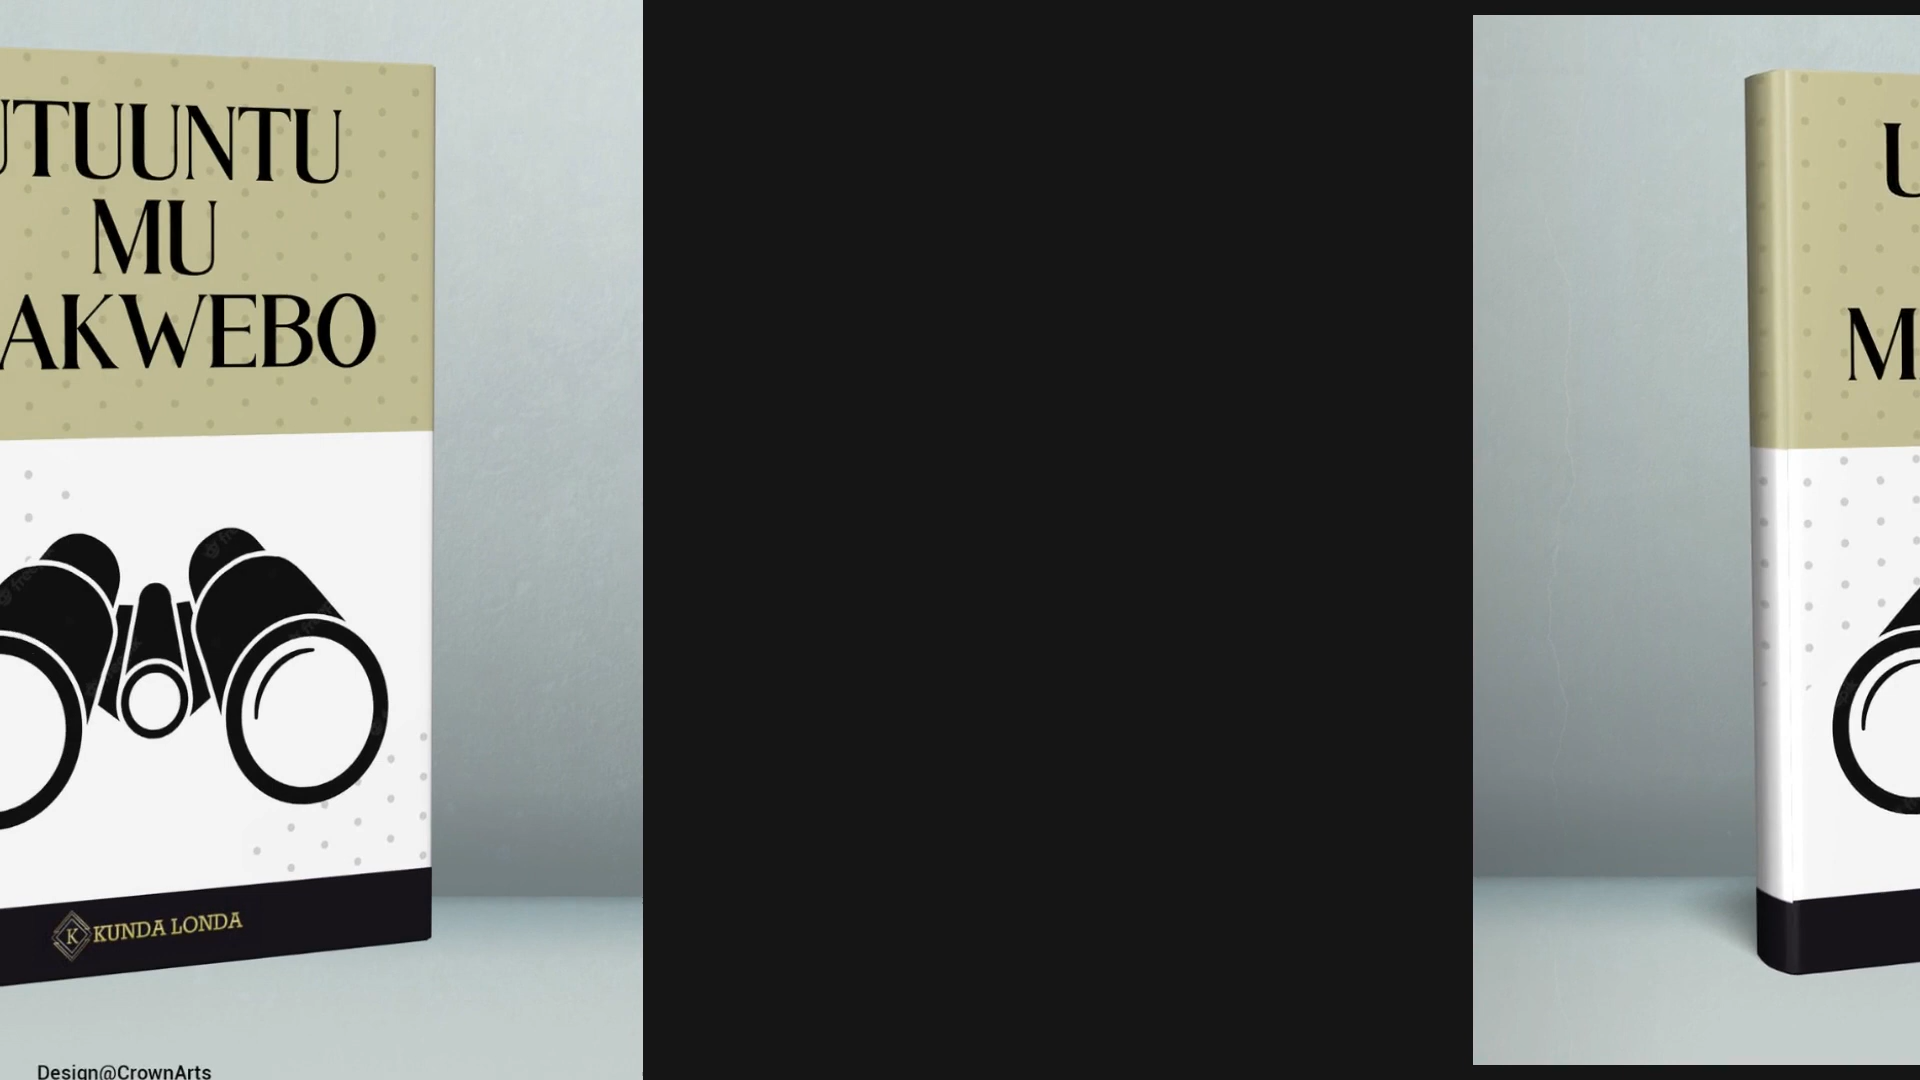 UTUUNTU
MU
AKWEBO
K KUNDA LONDA
Design@CrownArts
U
M